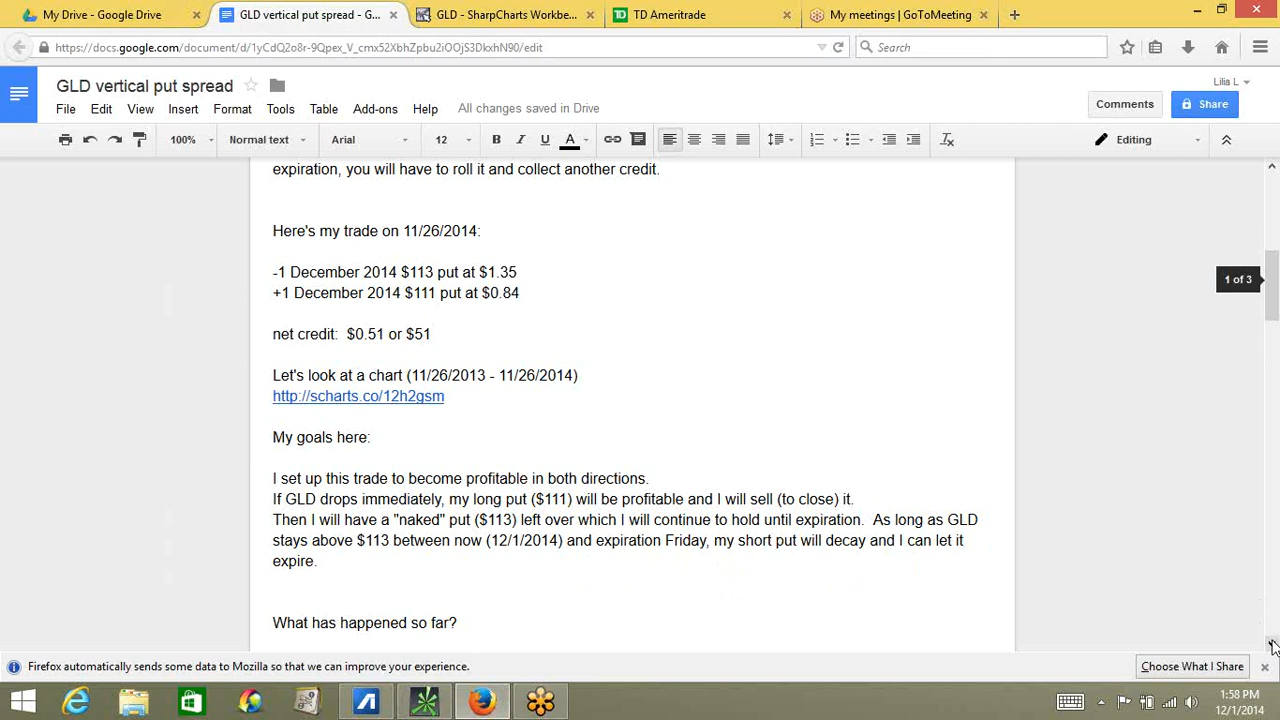 My Drive - Google Drive
GLD vertical put spread - G...
GLD - SharpCharts Workbe...
TD Ameritrade
My meetings | GoToMeeting
https://docs.google.com/document/d/1yCdQ2o8r-9Qpex_V_cmx52XbhZpbu2iOOjS3DkxhN90/edit
Search
GLD vertical put spread
Lilia L
File Edit View Insert Format Tools Table Add-ons Help All changes saved in Drive
Comments
Share
100% Normal text Arial 12 B I U A Editing
expiration, you will have to roll it and collect another credit.
Here's my trade on 11/26/2014:
-1 December 2014 $113 put at $1.35
+1 December 2014 $111 put at $0.84
1 of 3
net credit: $0.51 or $51
Let's look at a chart (11/26/2013 - 11/26/2014)
http://scharts.co/12h2gsm
My goals here:
I set up this trade to become profitable in both directions.
If GLD drops immediately, my long put ($111) will be profitable and I will sell (to close) it.
Then I will have a "naked" put ($113) left over which I will continue to hold until expiration. As long as GLD
stays above $113 between now (12/1/2014) and expiration Friday, my short put will decay and I can let it
expire.
What has happened so far?
Firefox automatically sends some data to Mozilla so that we can improve your experience.
Choose What I Share
1:58 PM
12/1/2014